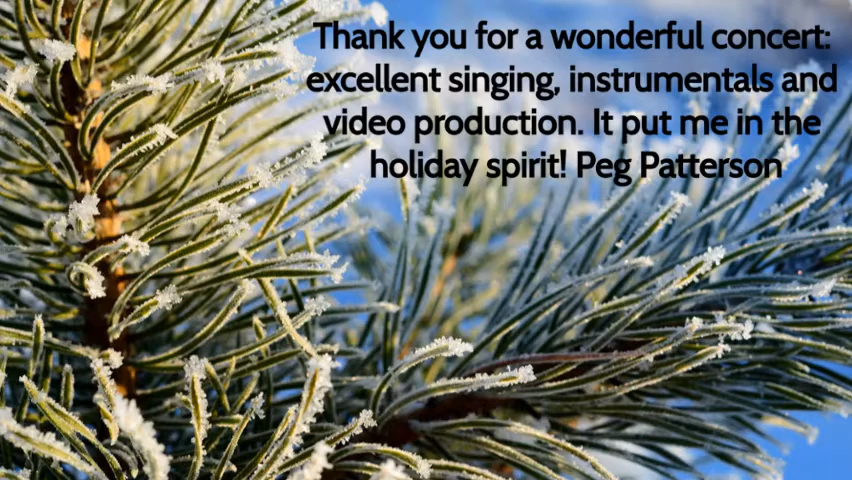 Thank you for a wonderful concert:
excellent singing, instrumentals and
video production. It put me in the
holiday spirit! Peg Patterson